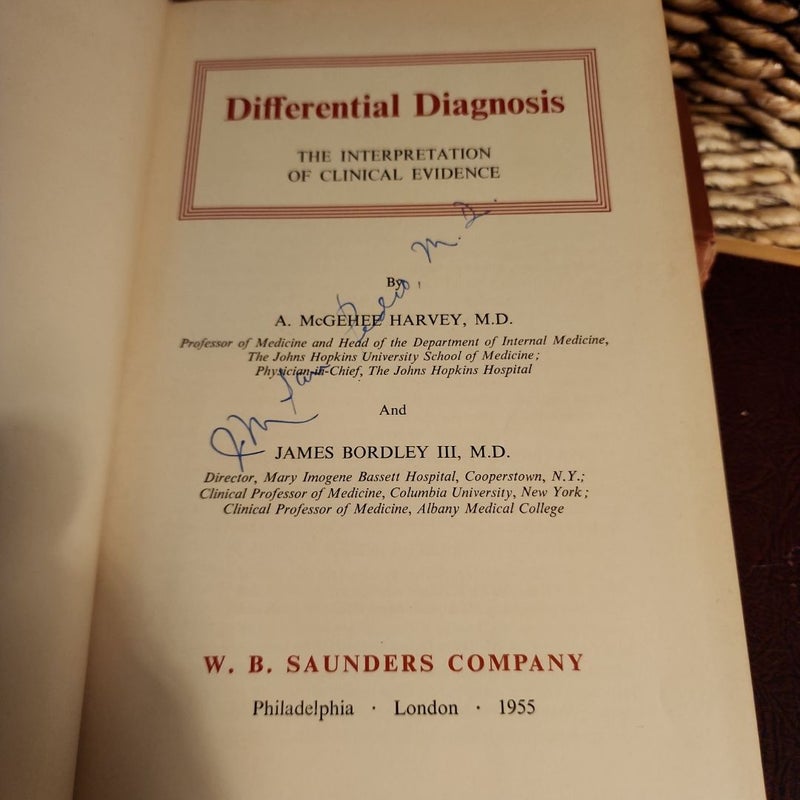 Differential Diagnosis
THE INTERPRETATION
OF CLINICAL EVIDENCE
By
A. McGEHEE HARVEY, M.D.
Professor of Medicine and Head of the Department of Internal Medicine,
The Johns Hopkins University School of Medicine;
Physician-in-Chief, The Johns Hopkins Hospital
And
JAMES BORDLEY III, M.D.
Director, Mary Imogene Bassett Hospital, Cooperstown, N.Y.;
Clinical Professor of Medicine, Columbia University, New York;
Clinical Professor of Medicine, Albany Medical College
W. B. SAUNDERS COMPANY
Philadelphia · London · 1955
San Pedro, M.D.